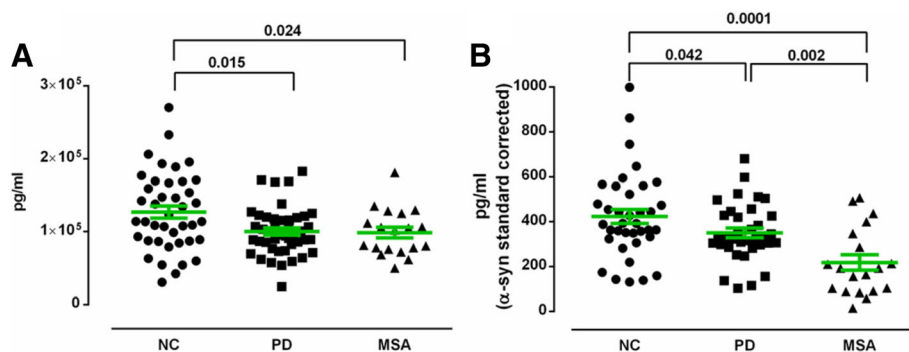 A
0.024
0.015
3×10⁵
2×10⁵
1×10⁵
0
pg/ml
NC PD MSA
B
0.0001
0.042 0.002
1000
800
600
400
200
0
pg/ml
(α-syn standard corrected)
NC PD MSA